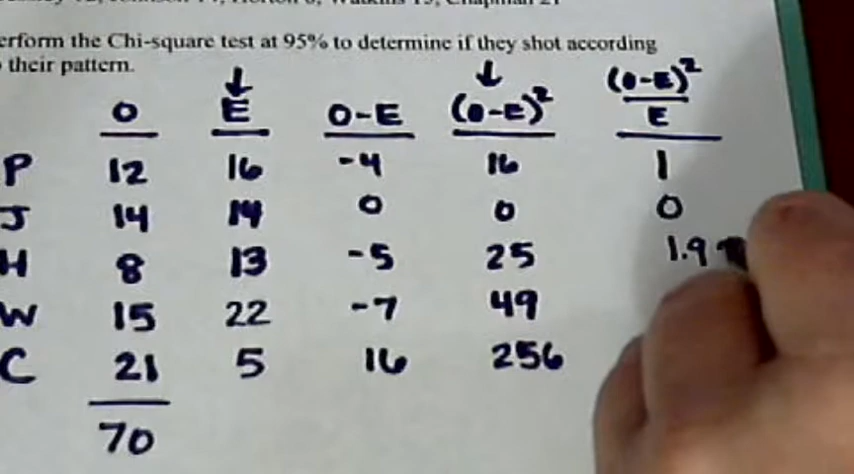 erform the Chi-square test at 95% to determine if they shot according
their pattern.
O E O-E (O-E)² (O-E)²/E
P 12 16 -4 16 1
J 14 14 0 0 0
H 8 13 -5 25 1.9
W 15 22 -7 49
C 21 5 16 256
70